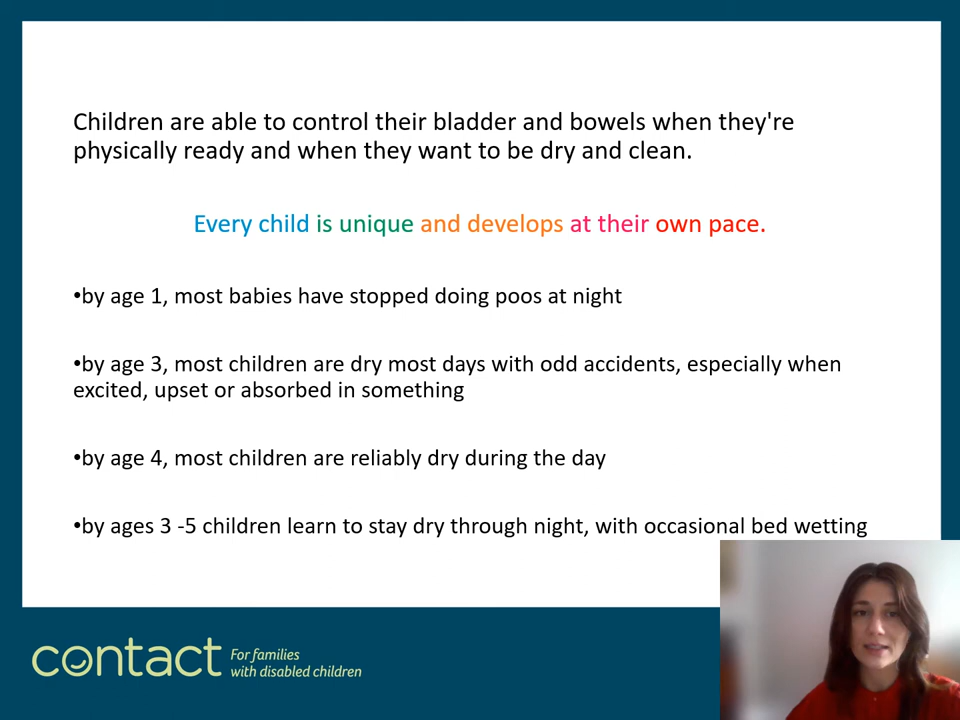 Children are able to control their bladder and bowels when they're
physically ready and when they want to be dry and clean.
Every child is unique and develops at their own pace.
•by age 1, most babies have stopped doing poos at night
•by age 3, most children are dry most days with odd accidents, especially when
excited, upset or absorbed in something
•by age 4, most children are reliably dry during the day
•by ages 3 -5 children learn to stay dry through night, with occasional bed wetting
contact
For families
with disabled children